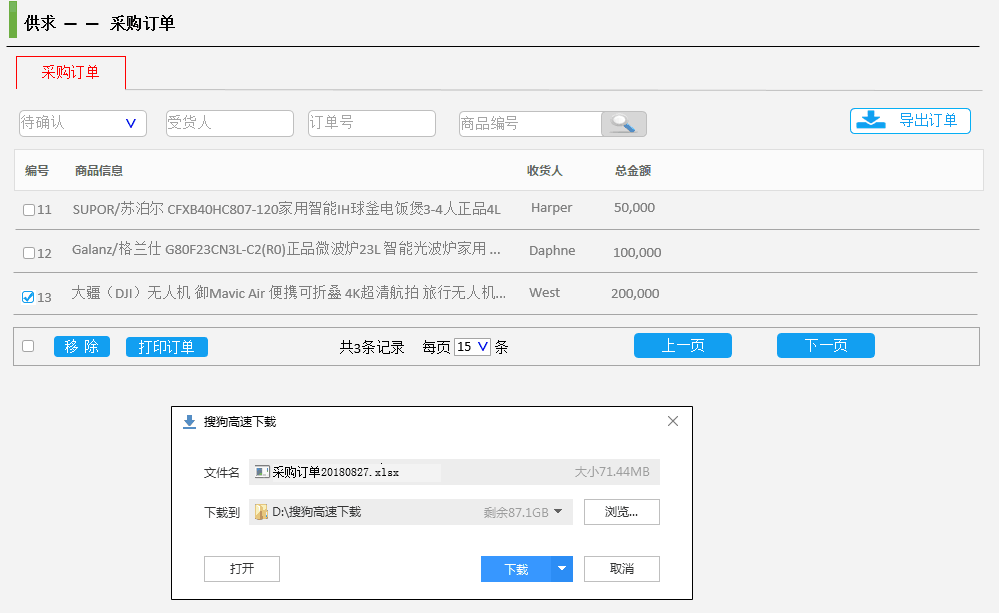 供求 — — 采购订单
采购订单
待确认 V 受货人 订单号 商品编号 导出订单
编号 商品信息 收货人 总金额
11 SUPOR/苏泊尔 CFXB40HC807-120家用智能IH球釜电饭煲3-4人正品4L Harper 50,000
12 Galanz/格兰仕 G80F23CN3L-C2(R0)正品微波炉23L 智能光波炉家用 ... Daphne 100,000
13 大疆（DJI）无人机 御Mavic Air 便携可折叠 4K超清航拍 旅行无人机... West 200,000
移 除 打印订单 共3条记录 每页 15 V 条 上一页 下一页
搜狗高速下载
文件名 采购订单20180827.xlsx 大小71.44MB
下载到 D:\搜狗高速下载 剩余87.1GB 浏览...
打开 下载 取消